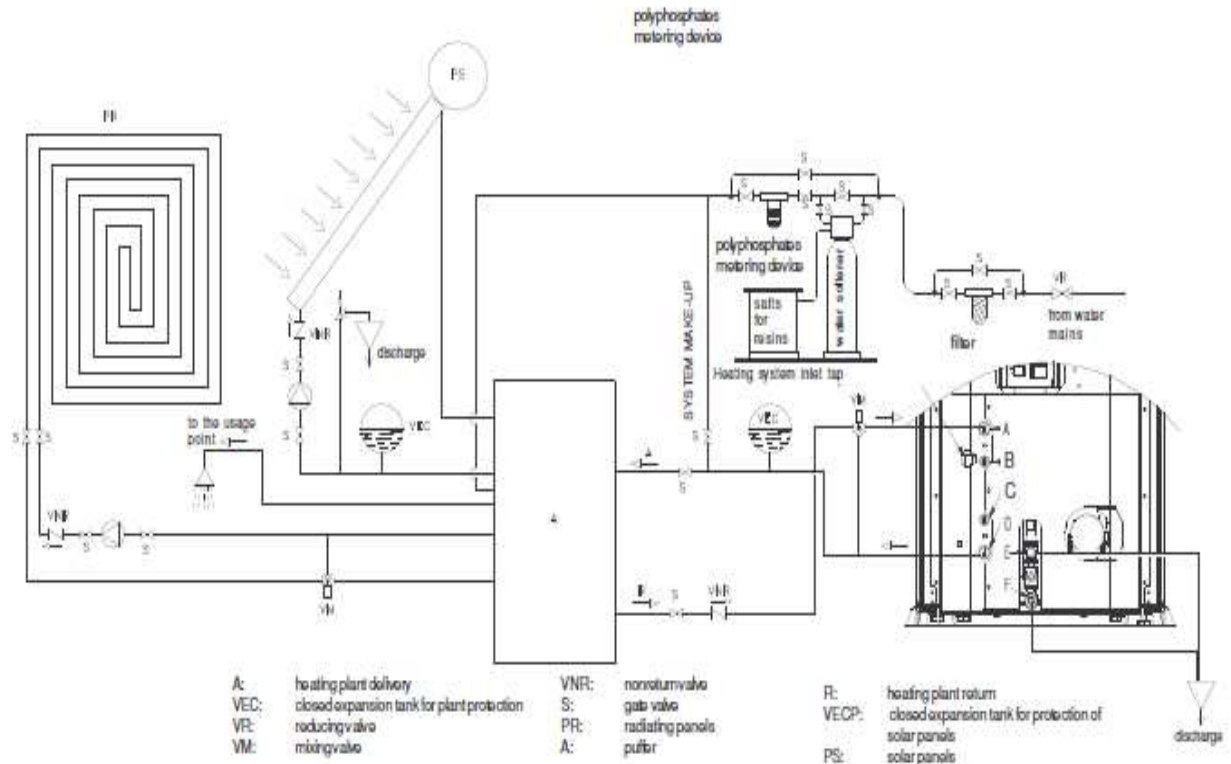 polyphosphates
metering device
PS
PR
S
S
S
S
polyphosphates
metering device
salts
for
resins
water softener
Heating system inlet tap
SYSTEM MAKE-UP
S
S
S
VR
from water
mains
filter
VNR
discharge
S
S
VEC
to the usage
point
S
S
VNR
S
S
VM
A
A
S
S
VEC
VM
R
S
VNR
A
B
C
D
E
F
discharge
A: heating plant delivery
VEC: closed expansion tank for plant protection
VR: reducing valve
VM: mixing valve
VNR: nonreturn valve
S: gate valve
PR: radiating panels
A: puffer
R: heating plant return
VECP: closed expansion tank for protection of
solar panels
PS: solar panels